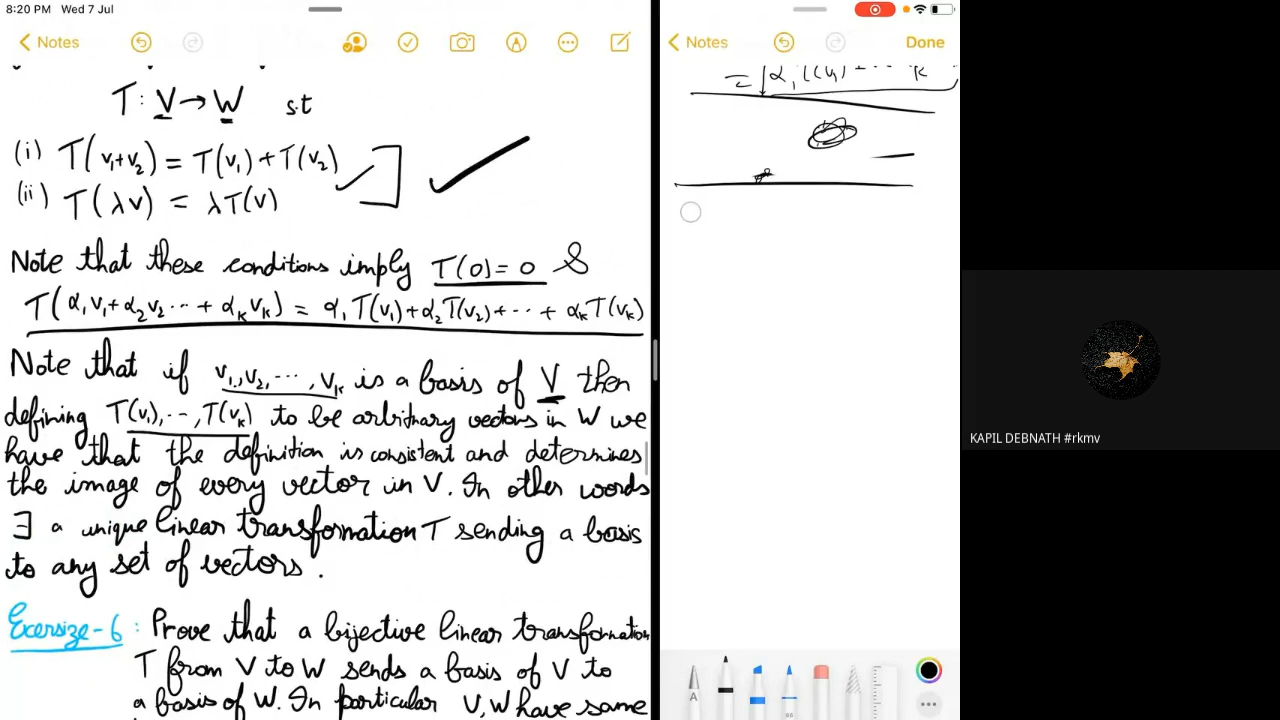 8:20 PM Wed 7 Jul
Notes
T: V → W s.t
(i) T(v₁+v₂) = T(v₁)+T(v₂)
(ii) T(λv) = λT(v)
Note that these conditions imply T(0)=0 &
T(α₁v₁+α₂v₂...+αₖvₖ) = α₁T(v₁)+α₂T(v₂)+...+αₖT(vₖ)
Note that if v₁,v₂,...,vₖ is a basis of V then
defining T(v₁),..,T(vₖ) to be arbitrary vectors in W we
have that the definition is consistent and determines
the image of every vector in V. In other words
∃ a unique linear transformation T sending a basis
to any set of vectors.
Excersize-6 : Prove that a bijective linear transformation
T from V to W sends a basis of V to
a basis of W. In particular V, W have same
Notes
Done
KAPIL DEBNATH #rkmv